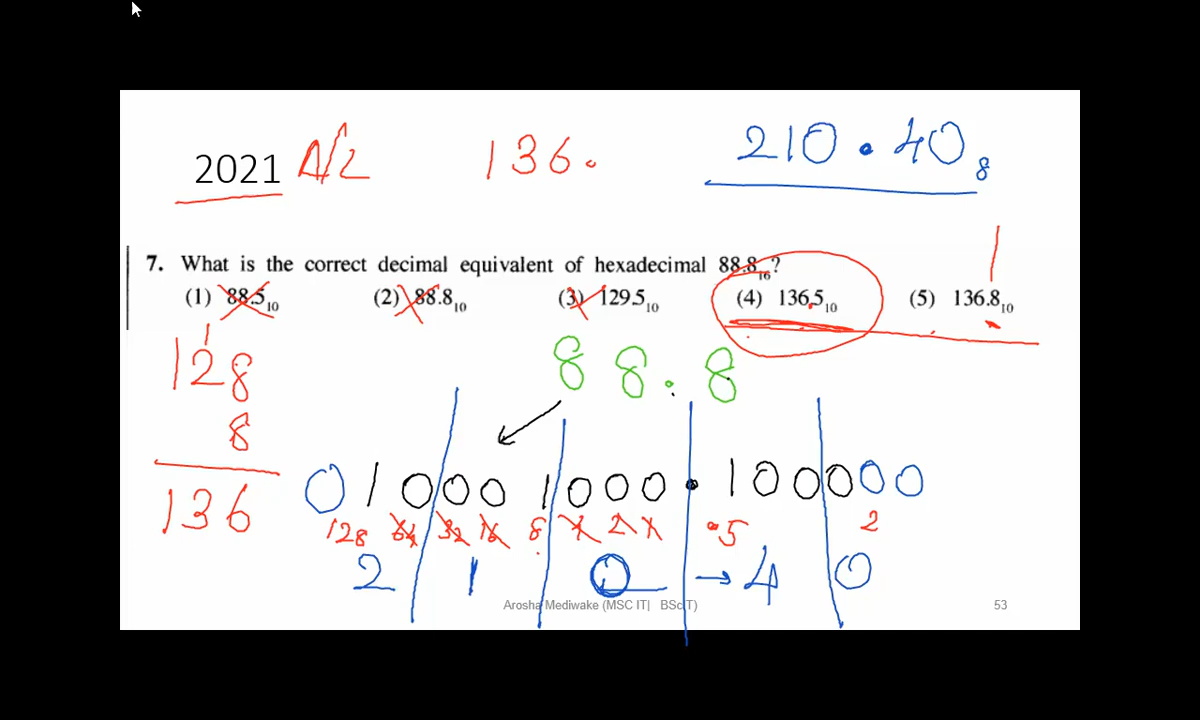 2021 A/L 136. 210.40₈
7. What is the correct decimal equivalent of hexadecimal 88.8₁₆?
(1) 88.5₁₀ (2) 88.8₁₀ (3) 129.5₁₀ (4) 136.5₁₀ (5) 136.8₁₀
1
128 88.8
8
01000 1000.100000
136 128 64 32 16 8 4 2 1 .5 2
2 1 0 → 4 0
Arosha Mediwake (MSC IT| BScIT) 53